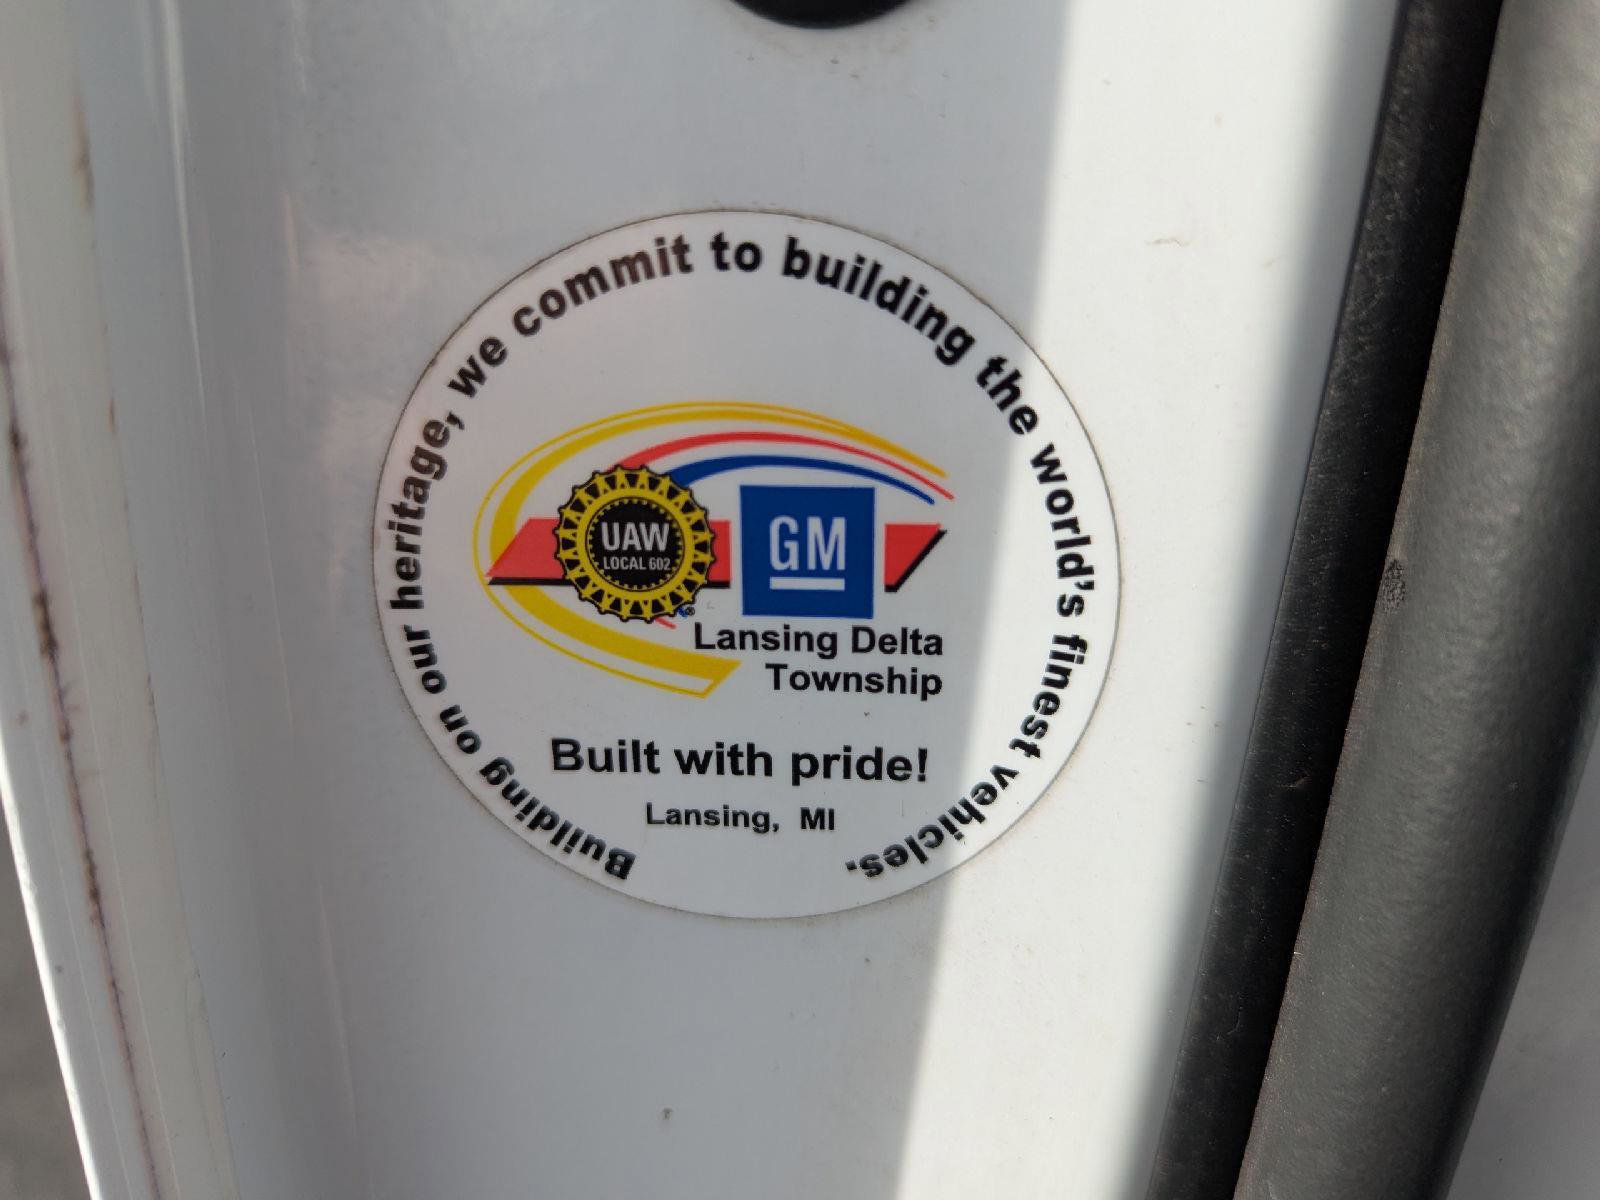 Building on our heritage, we commit to building the world's finest vehicles.
UAW
LOCAL 602
®
GM
Lansing Delta
Township
Built with pride!
Lansing, MI